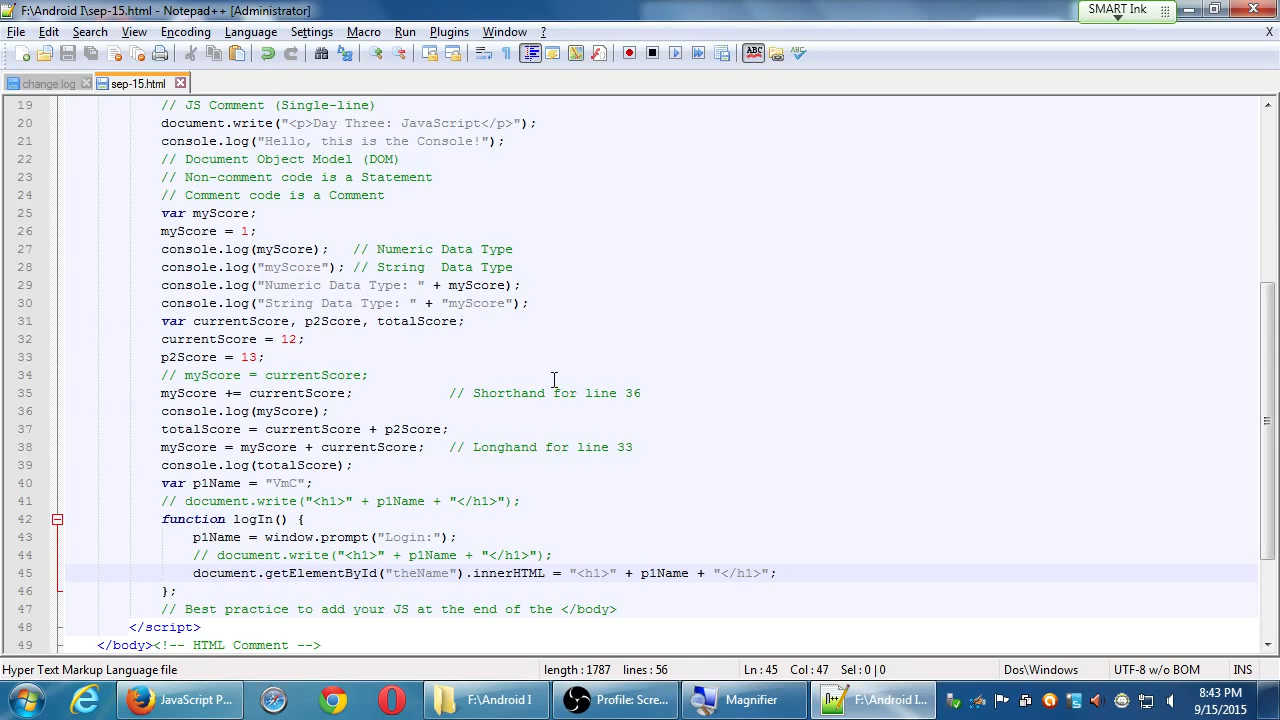 F:\Android I\sep-15.html - Notepad++ [Administrator]
SMART Ink
File Edit Search View Encoding Language Settings Macro Run Plugins Window ? X
change.log sep-15.html
19 // JS Comment (Single-line)
20 document.write("<p>Day Three: JavaScript</p>");
21 console.log("Hello, this is the Console!");
22 // Document Object Model (DOM)
23 // Non-comment code is a Statement
24 // Comment code is a Comment
25 var myScore;
26 myScore = 1;
27 console.log(myScore);   // Numeric Data Type
28 console.log("myScore"); // String  Data Type
29 console.log("Numeric Data Type: " + myScore);
30 console.log("String Data Type: " + "myScore");
31 var currentScore, p2Score, totalScore;
32 currentScore = 12;
33 p2Score = 13;
34 // myScore = currentScore;
35 myScore += currentScore;            // Shorthand for line 36
36 console.log(myScore);
37 totalScore = currentScore + p2Score;
38 myScore = myScore + currentScore;   // Longhand for line 33
39 console.log(totalScore);
40 var p1Name = "VmC";
41 // document.write("<h1>" + p1Name + "</h1>");
42 function logIn() {
43 p1Name = window.prompt("Login:");
44 // document.write("<h1>" + p1Name + "</h1>");
45 document.getElementById("theName").innerHTML = "<h1>" + p1Name + "</h1>";
46 };
47 // Best practice to add your JS at the end of the </body>
48 </script>
49 </body><!-- HTML Comment -->
Hyper Text Markup Language file length : 1787 lines : 56 Ln : 45 Col : 47 Sel : 0 | 0 Dos\Windows UTF-8 w/o BOM INS
JavaScript P... F:\Android I Profile: Scre... Magnifier F:\Android I... 8:43 PM
9/15/2015